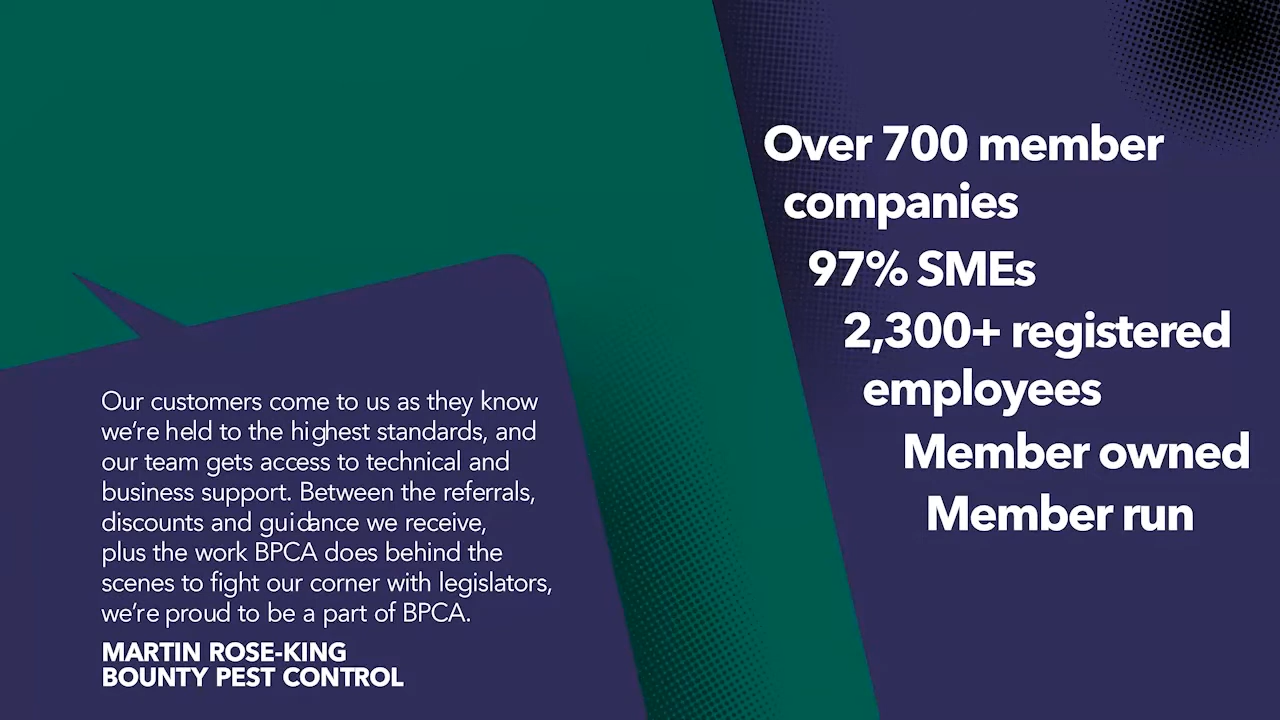 Over 700 member
companies
97% SMEs
2,300+ registered
employees
Member owned
Member run
Our customers come to us as they know
we're held to the highest standards, and
our team gets access to technical and
business support. Between the referrals,
discounts and guidance we receive,
plus the work BPCA does behind the
scenes to fight our corner with legislators,
we're proud to be a part of BPCA.
MARTIN ROSE-KING
BOUNTY PEST CONTROL